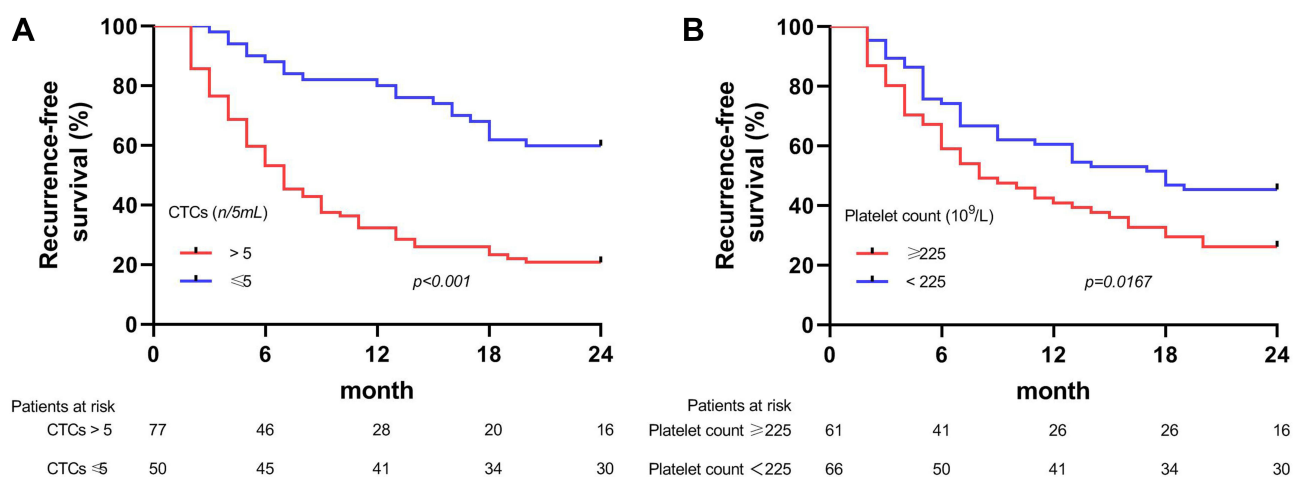 A
Recurrence-free
survival (%)
100
80
60
40
20
0
CTCs (n/5mL)
> 5
⩽5
p<0.001
0 6 12 18 24
month
Patients at risk
CTCs > 5 77 46 28 20 16
CTCs ⩽5 50 45 41 34 30
B
Recurrence-free
survival (%)
100
80
60
40
20
0
Platelet count (10⁹/L)
⩾225
< 225
p=0.0167
0 6 12 18 24
month
Patients at risk
Platelet count ⩾225 61 41 26 26 16
Platelet count <225 66 50 41 34 30